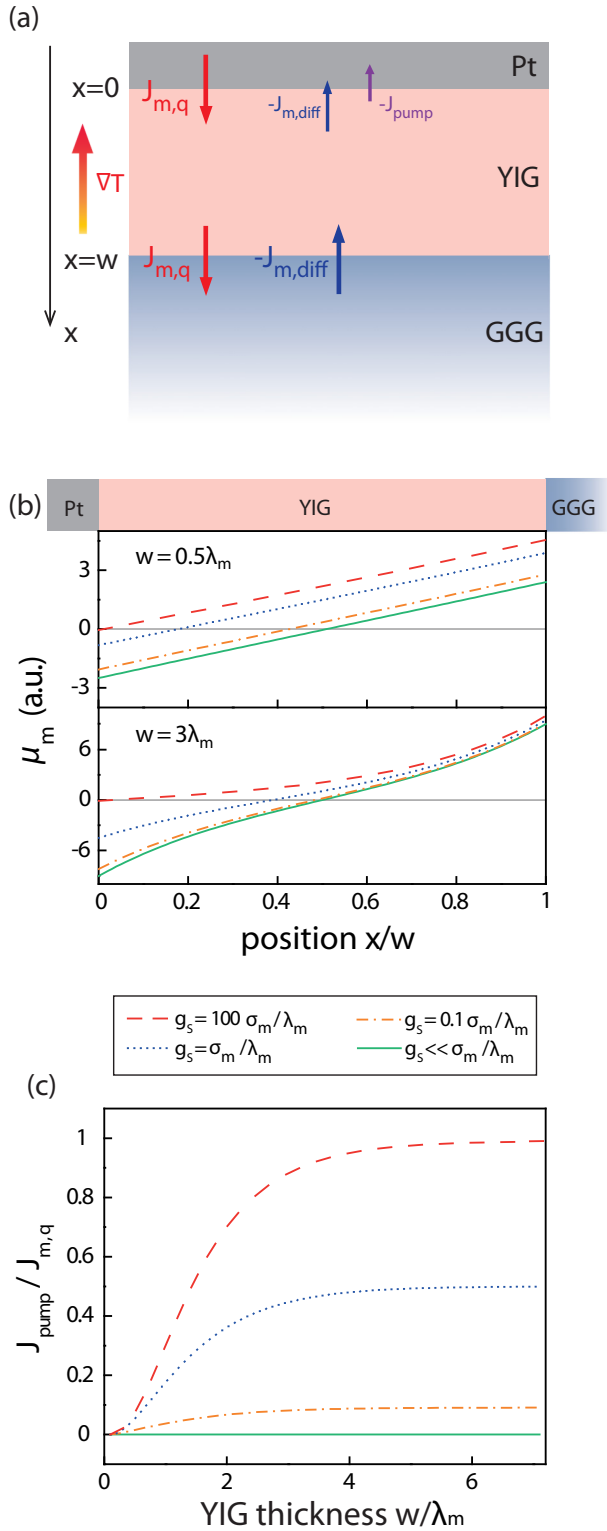 (a)
Pt
x=0
J_m,q
-J_m,diff
-J_pump
∇T
YIG
x=w
J_m,q
-J_m,diff
x
GGG
(b)
Pt
YIG
GGG
w = 0.5λ_m
3
0
-3
μ_m (a.u.)
w = 3λ_m
6
0
-6
0
0.2
0.4
0.6
0.8
1
position x/w
g_s = 100 σ_m/λ_m
g_s = 0.1 σ_m/λ_m
g_s = σ_m/λ_m
g_s << σ_m/λ_m
(c)
1
0.8
0.6
0.4
0.2
0
J_pump / J_m,q
0
2
4
6
YIG thickness w/λ_m